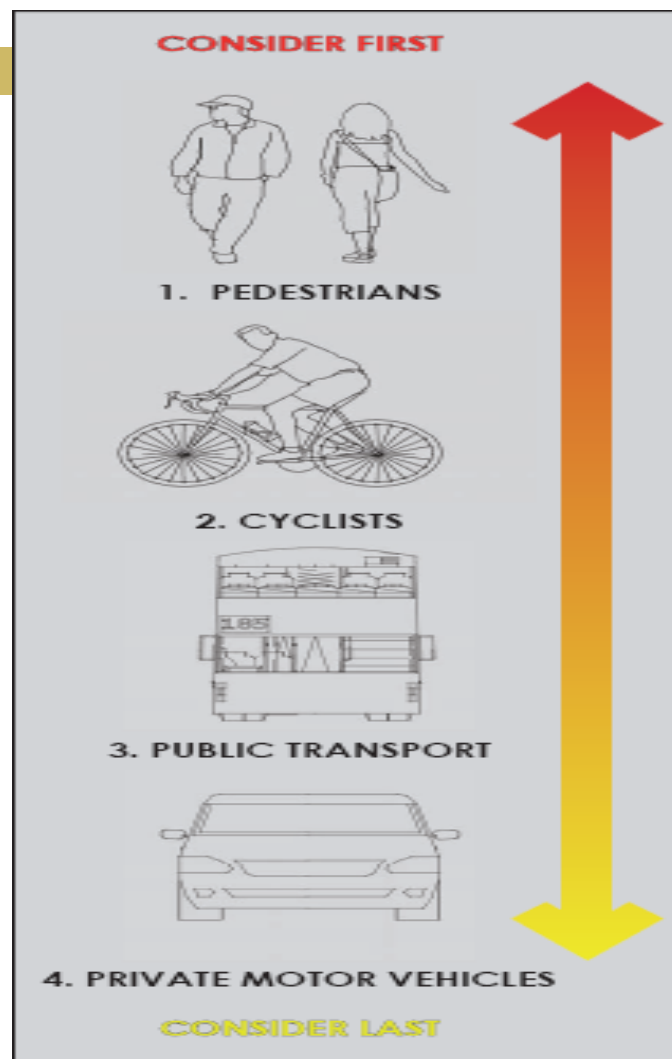 CONSIDER FIRST
1. PEDESTRIANS
2. CYCLISTS
185
3. PUBLIC TRANSPORT
4. PRIVATE MOTOR VEHICLES
CONSIDER LAST